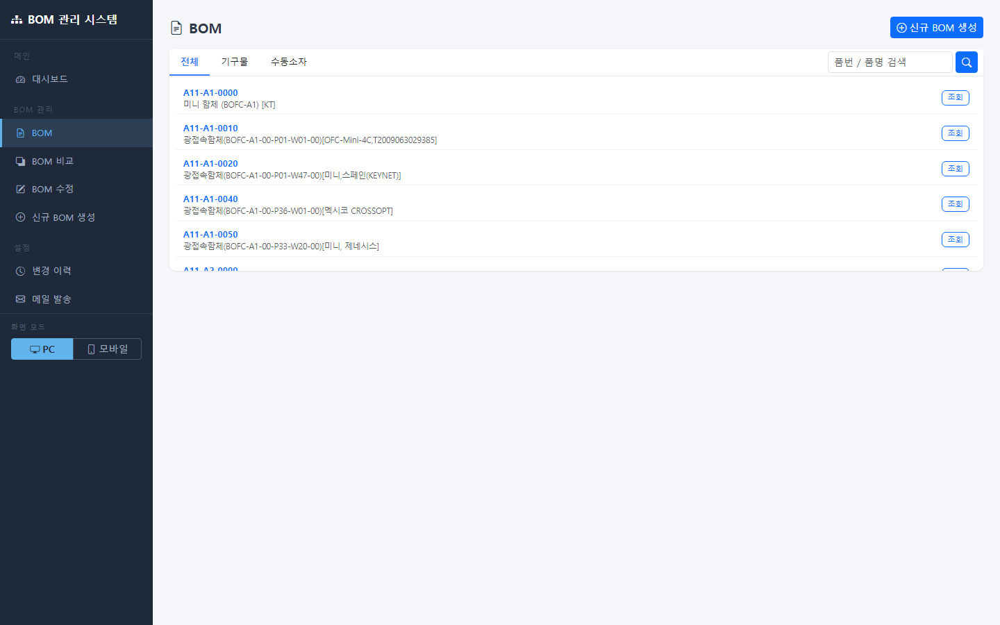 BOM 관리 시스템
메인
대시보드
BOM 관리
BOM
BOM 비교
BOM 수정
신규 BOM 생성
설정
변경 이력
메일 발송
화면 모드
PC
모바일
BOM
신규 BOM 생성
전체
기구물
수동소자
품번 / 품명 검색
A11-A1-0000
미니 함체 (BOFC-A1) [KT]
조회
A11-A1-0010
광접속함체(BOFC-A1-00-P01-W01-00)[OFC-Mini-4C,T2009063029385]
조회
A11-A1-0020
광접속함체(BOFC-A1-00-P01-W47-00)[미니,스페인(KEYNET)]
조회
A11-A1-0040
광접속함체(BOFC-A1-00-P36-W01-00)[멕시코 CROSSOPT]
조회
A11-A1-0050
광접속함체(BOFC-A1-00-P33-W20-00)[미니, 제네시스]
조회
A11-A2-0000